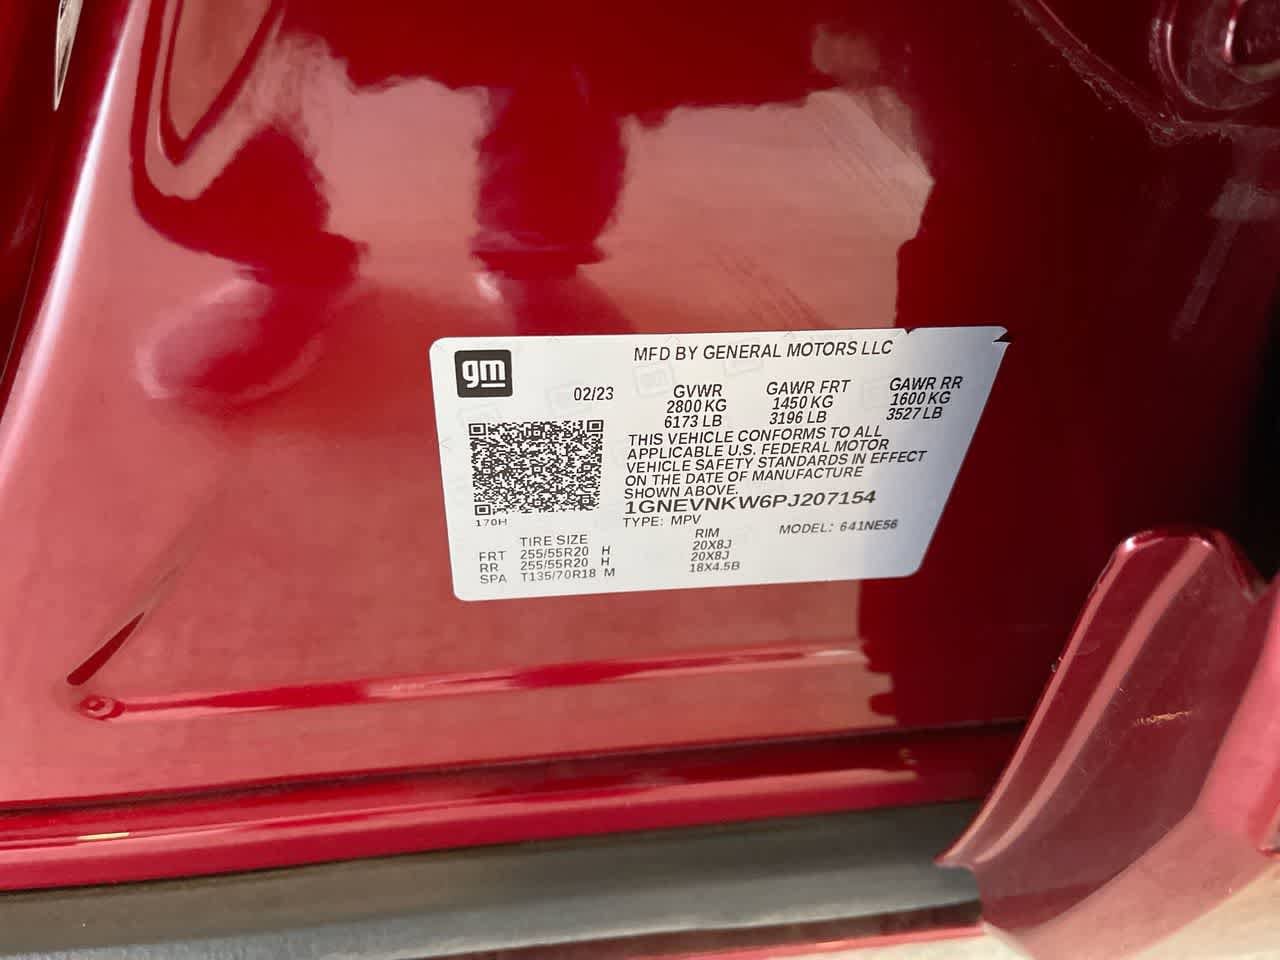 gm
MFD BY GENERAL MOTORS LLC
02/23
GVWR GAWR FRT GAWR RR
2800 KG 1450 KG 1600 KG
6173 LB 3196 LB 3527 LB
THIS VEHICLE CONFORMS TO ALL
APPLICABLE U.S. FEDERAL MOTOR
VEHICLE SAFETY STANDARDS IN EFFECT
ON THE DATE OF MANUFACTURE
SHOWN ABOVE.
1GNEVNKW6PJ207154
170H
TYPE: MPV MODEL: 641NE56
TIRE SIZE RIM
FRT 255/55R20 H 20X8J
RR 255/55R20 H 20X8J
SPA T135/70R18 M 18X4.5B